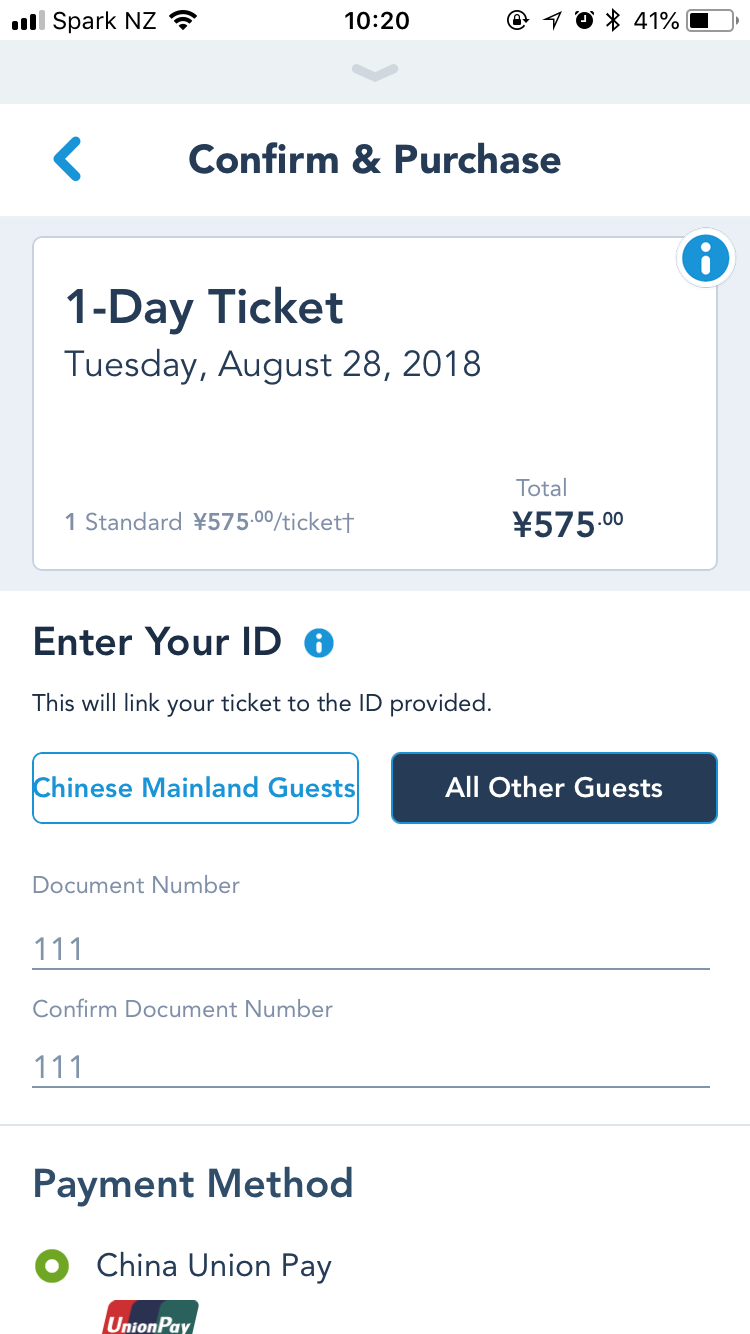 Spark NZ 10:20 41%
Confirm & Purchase
1-Day Ticket
Tuesday, August 28, 2018
Total
1 Standard ¥575.00/ticket† ¥575.00
Enter Your ID
This will link your ticket to the ID provided.
Chinese Mainland Guests All Other Guests
Document Number
111
Confirm Document Number
111
Payment Method
China Union Pay
UnionPay